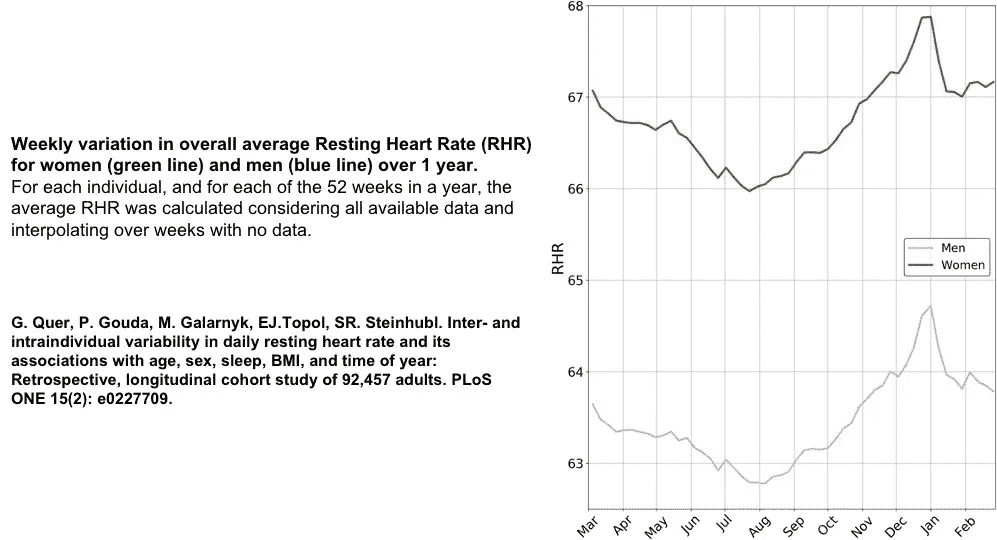 Weekly variation in overall average Resting Heart Rate (RHR)
for women (green line) and men (blue line) over 1 year.
For each individual, and for each of the 52 weeks in a year, the
average RHR was calculated considering all available data and
interpolating over weeks with no data.
G. Quer, P. Gouda, M. Galarnyk, EJ.Topol, SR. Steinhubl. Inter- and
intraindividual variability in daily resting heart rate and its
associations with age, sex, sleep, BMI, and time of year:
Retrospective, longitudinal cohort study of 92,457 adults. PLoS
ONE 15(2): e0227709.
68
67
66
65
64
63
RHR
Men
Women
Mar Apr May Jun Jul Aug Sep Oct Nov Dec Jan Feb